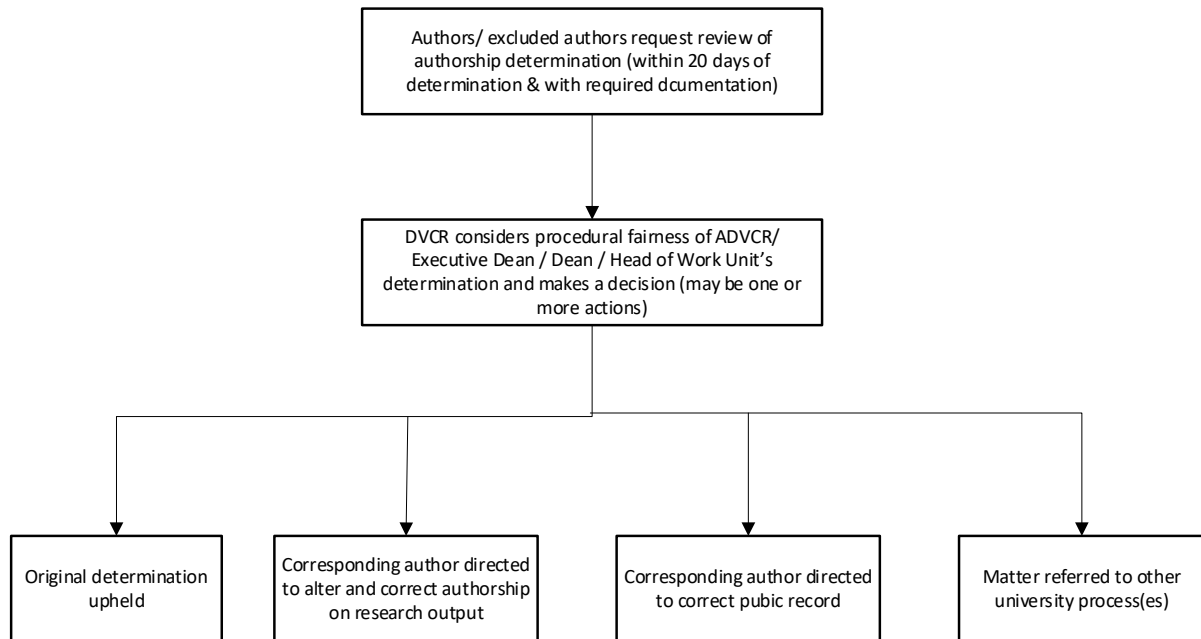 Authors/ excluded authors request review of
authorship determination (within 20 days of
determination & with required dcumentation)
DVCR considers procedural fairness of ADVCR/
Executive Dean / Dean / Head of Work Unit’s
determination and makes a decision (may be one or
more actions)
Original determination
upheld
Corresponding author directed
to alter and correct authorship
on research output
Corresponding author directed
to correct pubic record
Matter referred to other
university process(es)